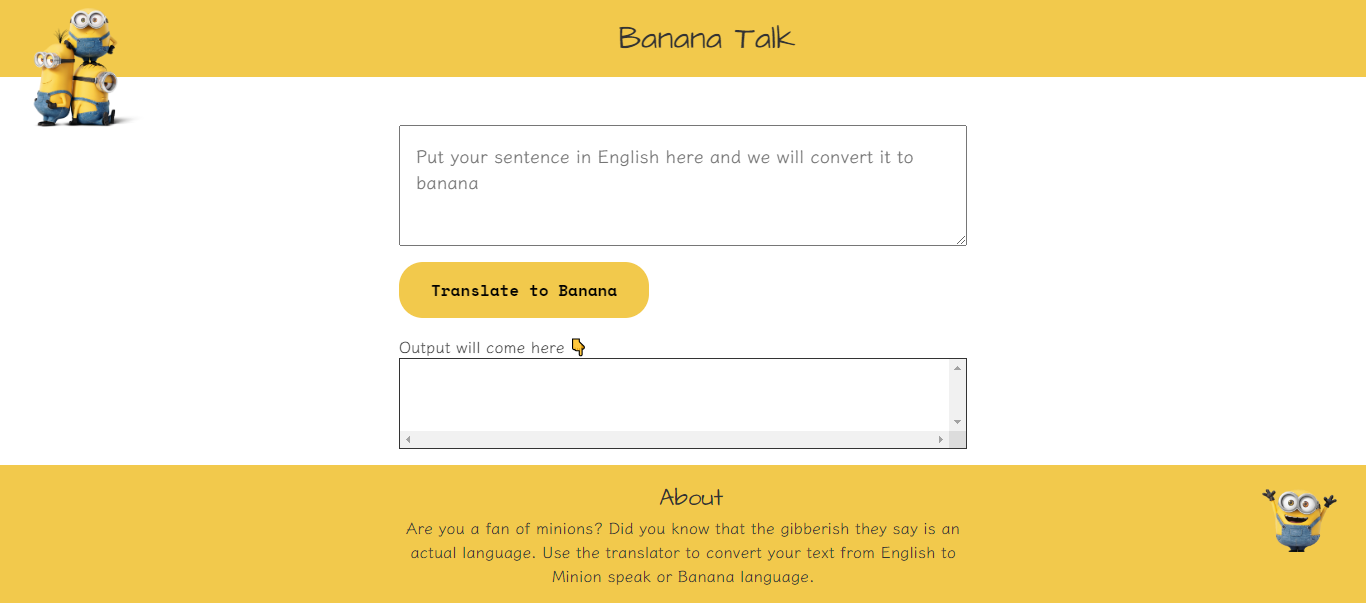 Banana Talk
Put your sentence in English here and we will convert it to
banana
Translate to Banana
Output will come here 👇
About
Are you a fan of minions? Did you know that the gibberish they say is an
actual language. Use the translator to convert your text from English to
Minion speak or Banana language.